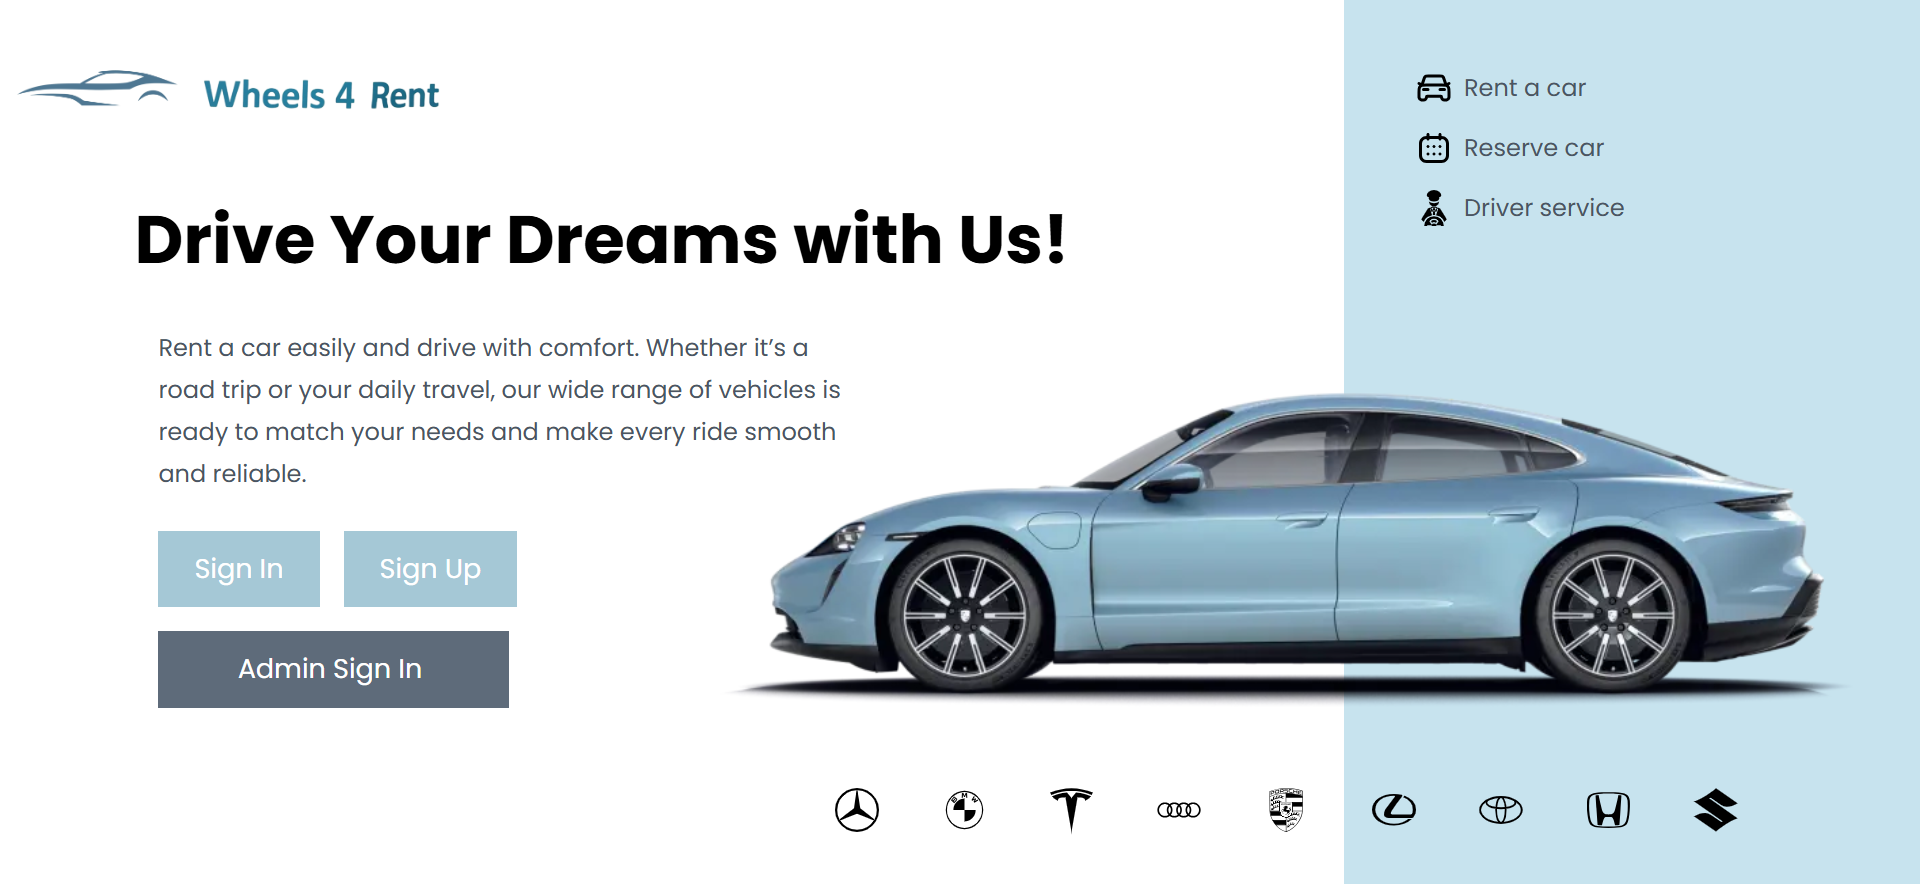 Wheels 4 Rent
Rent a car
Reserve car
Driver service
Drive Your Dreams with Us!
Rent a car easily and drive with comfort. Whether it’s a
road trip or your daily travel, our wide range of vehicles is
ready to match your needs and make every ride smooth
and reliable.
Sign In
Sign Up
Admin Sign In
BMW
PORSCHE